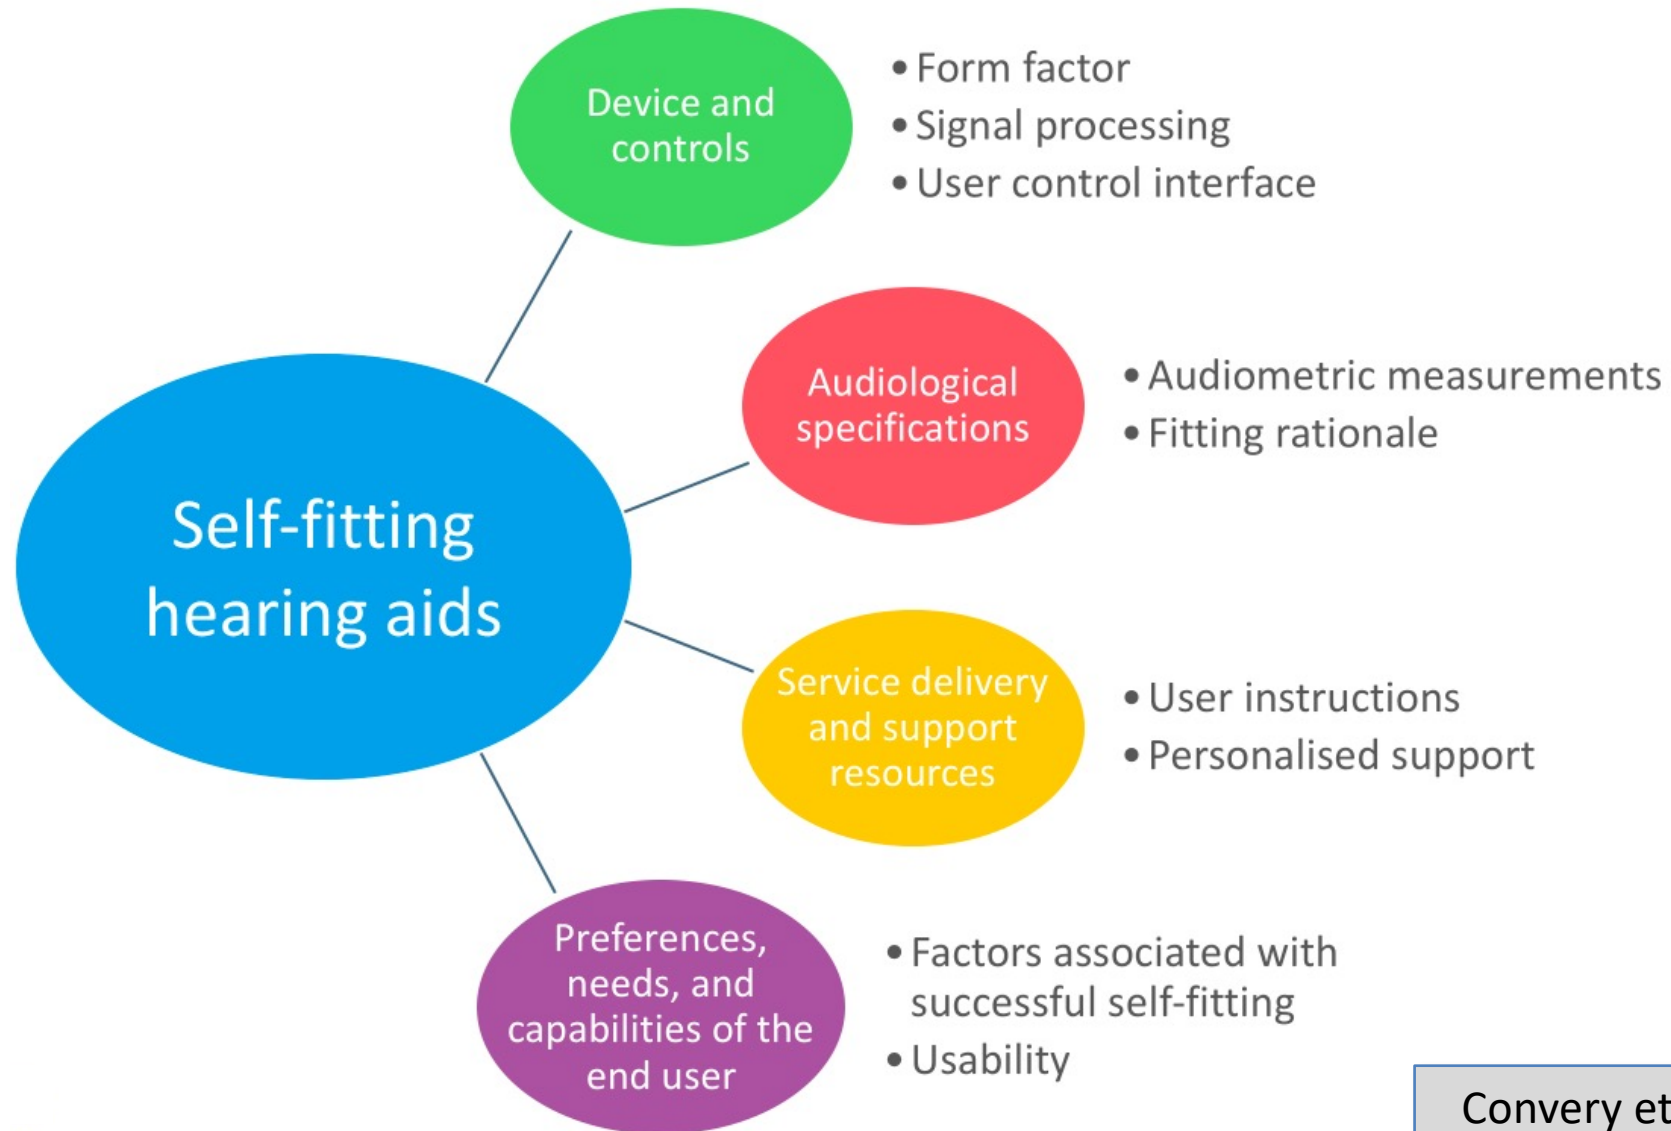 Device and
controls
• Form factor
• Signal processing
• User control interface
Self-fitting
hearing aids
Audiological
specifications
• Audiometric measurements
• Fitting rationale
Service delivery
and support
resources
• User instructions
• Personalised support
Preferences,
needs, and
capabilities of the
end user
• Factors associated with
successful self-fitting
• Usability
Convery et